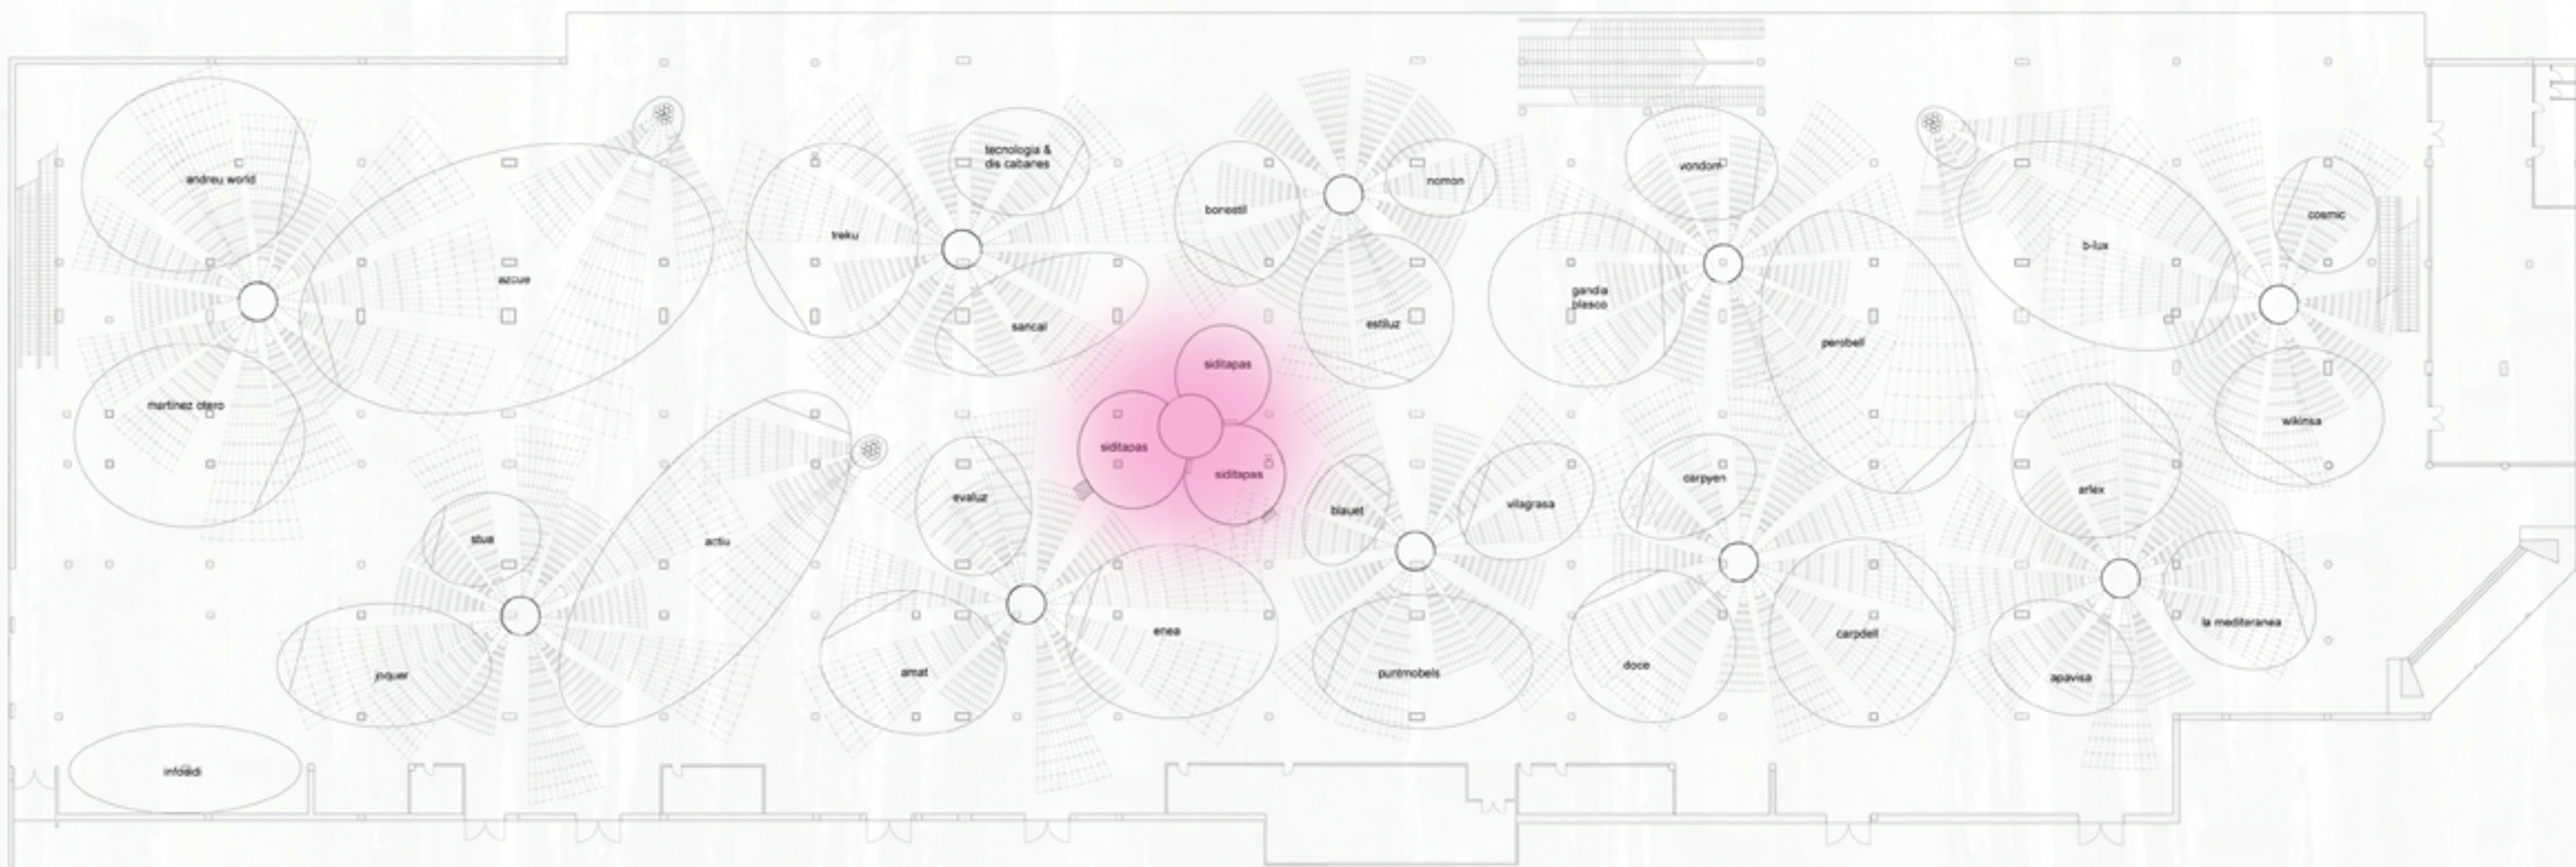 andreu world
azcue
martinez otero
treku
tecnologia &
dis cabanes
sancal
bonestil
nomon
estiluz
vondom
gandia
blasco
perobell
b-lux
cosmic
wikinsa
siditapas
siditapas
siditapas
stua
actiu
joquer
infosidi
evaluz
amat
enea
blauet
vilagrasa
puntmobels
carpyen
doce
carpdell
arlex
la mediteranea
apavisa